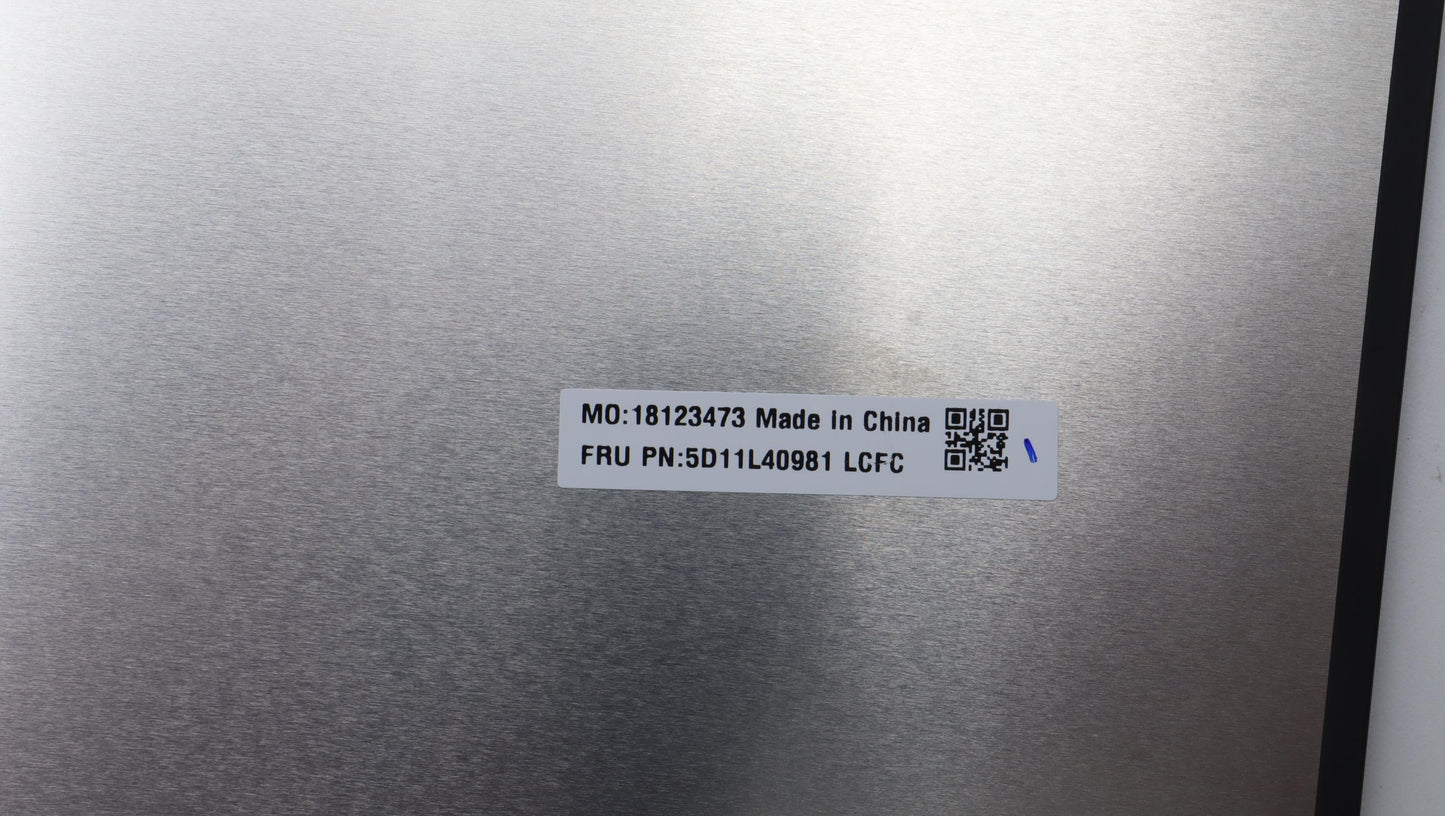 MO:18123473 Made in China
FRU PN:5D11L40981 LCFC